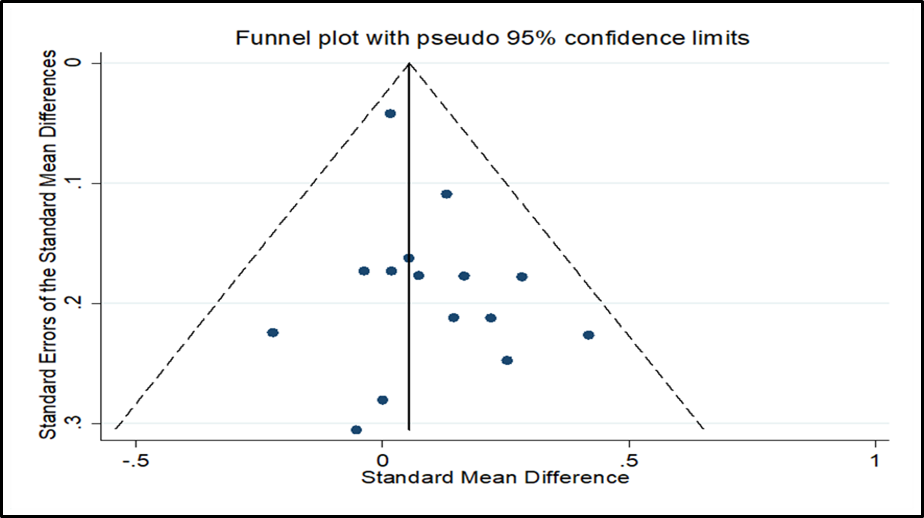 Funnel plot with pseudo 95% confidence limits
Standard Errors of the Standard Mean Differences
0
.1
.2
.3
-.5
0
.5
1
Standard Mean Difference